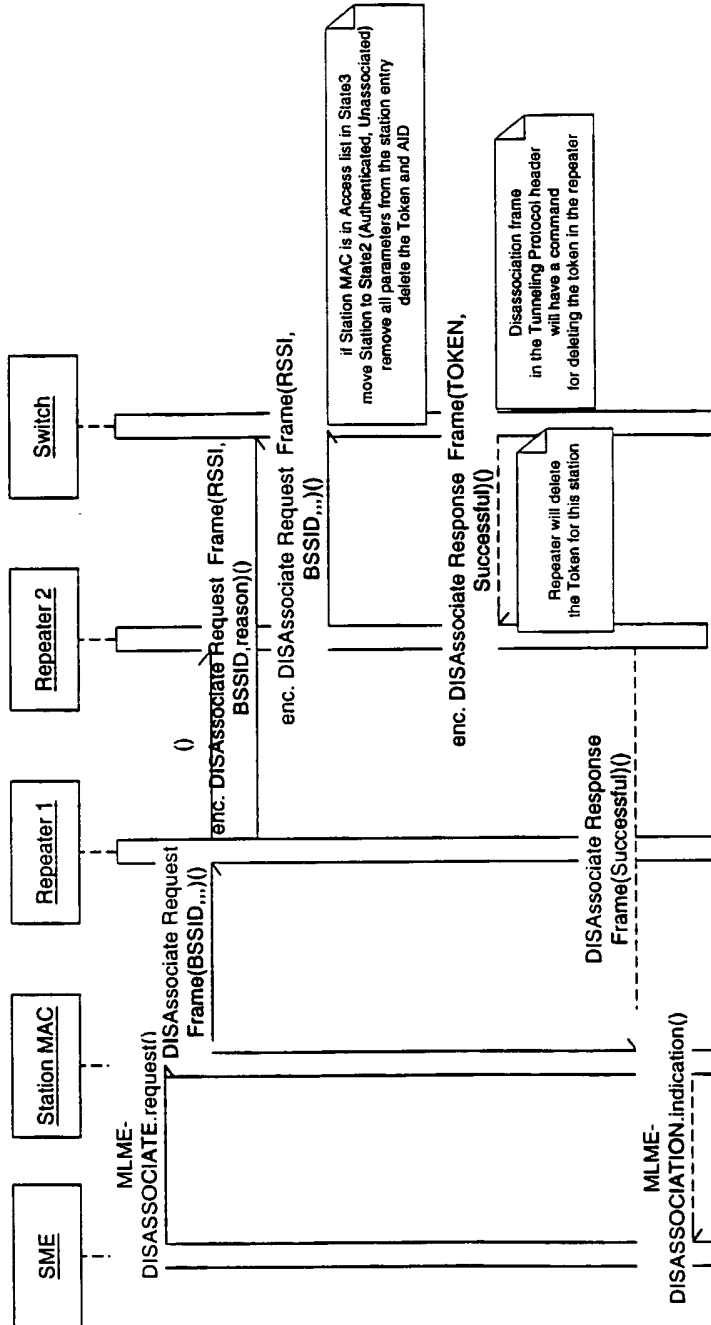 SME
Station MAC
Repeater 1
Repeater 2
Switch
MLME-
DISASSOCIATE.request()
DISAssociate Request
Frame(BSSID,,,)()
()
enc. DISAssociate Request Frame(RSSI,
BSSID,reason)()
enc. DISAssociate Request Frame(RSSI,
BSSID,,,)()
if Station MAC is in Access list in State3
move Station to State2 (Authenticated, Unassociated)
remove all parameters from the station entry
delete the Token and AID
enc. DISAssociate Response Frame(TOKEN,
Successful)()
Disassociation frame
in the Tunneling Protocol header
will have a command
for deleting the token in the repeater
Repeater will delete
the Token for this station
DISAssociate Response
Frame(Successful)()
MLME-
DISASSOCIATION.indication()